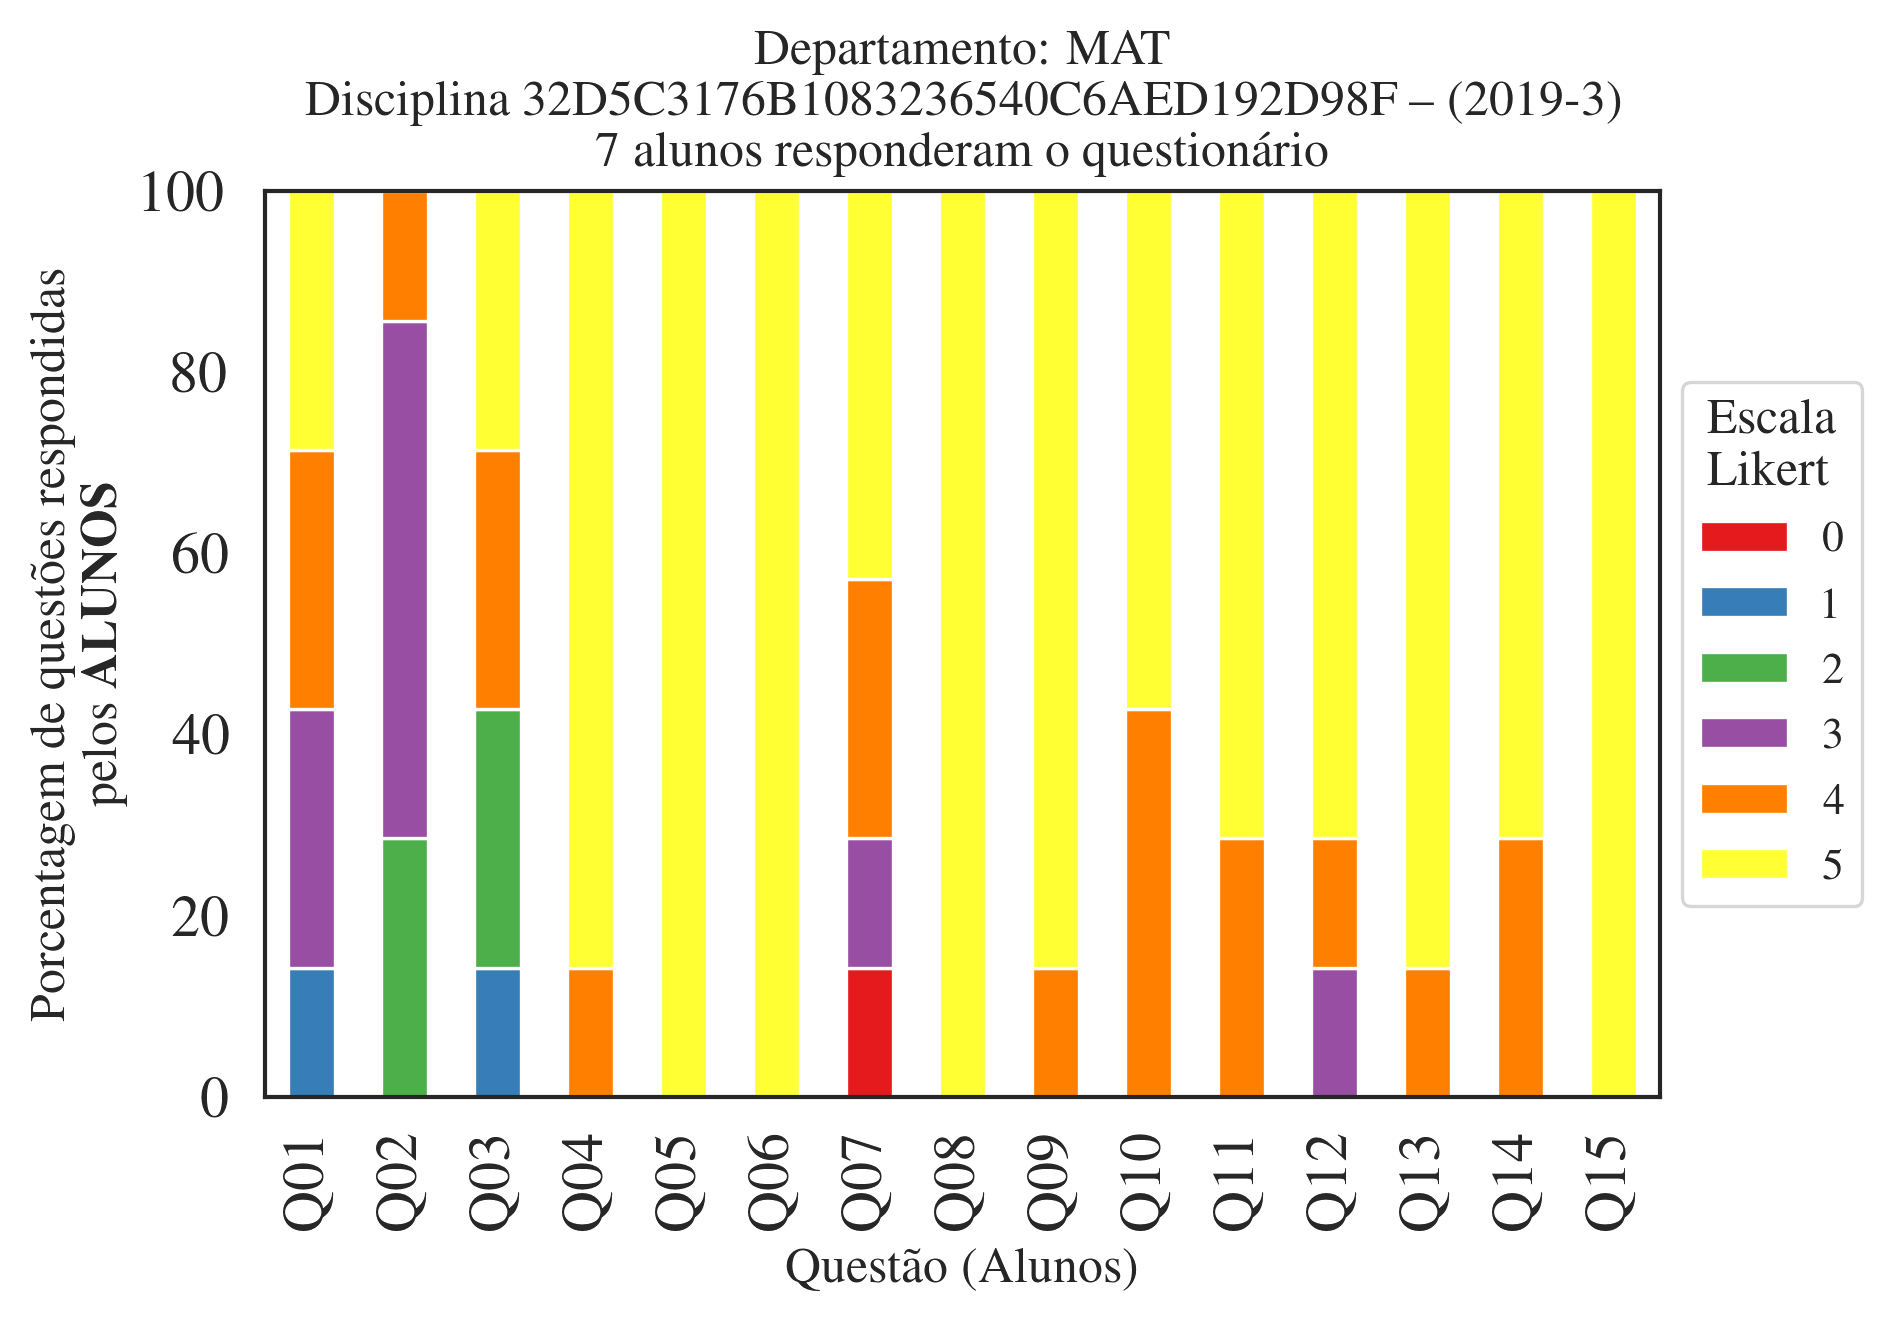 Departamento: MAT
Disciplina 32D5C3176B1083236540C6AED192D98F – (2019-3)
7 alunos responderam o questionário
Porcentagem de questões respondidas
pelos ALUNOS
100
80
60
40
20
0
Q01
Q02
Q03
Q04
Q05
Q06
Q07
Q08
Q09
Q10
Q11
Q12
Q13
Q14
Q15
Questão (Alunos)
Escala
Likert
0
1
2
3
4
5